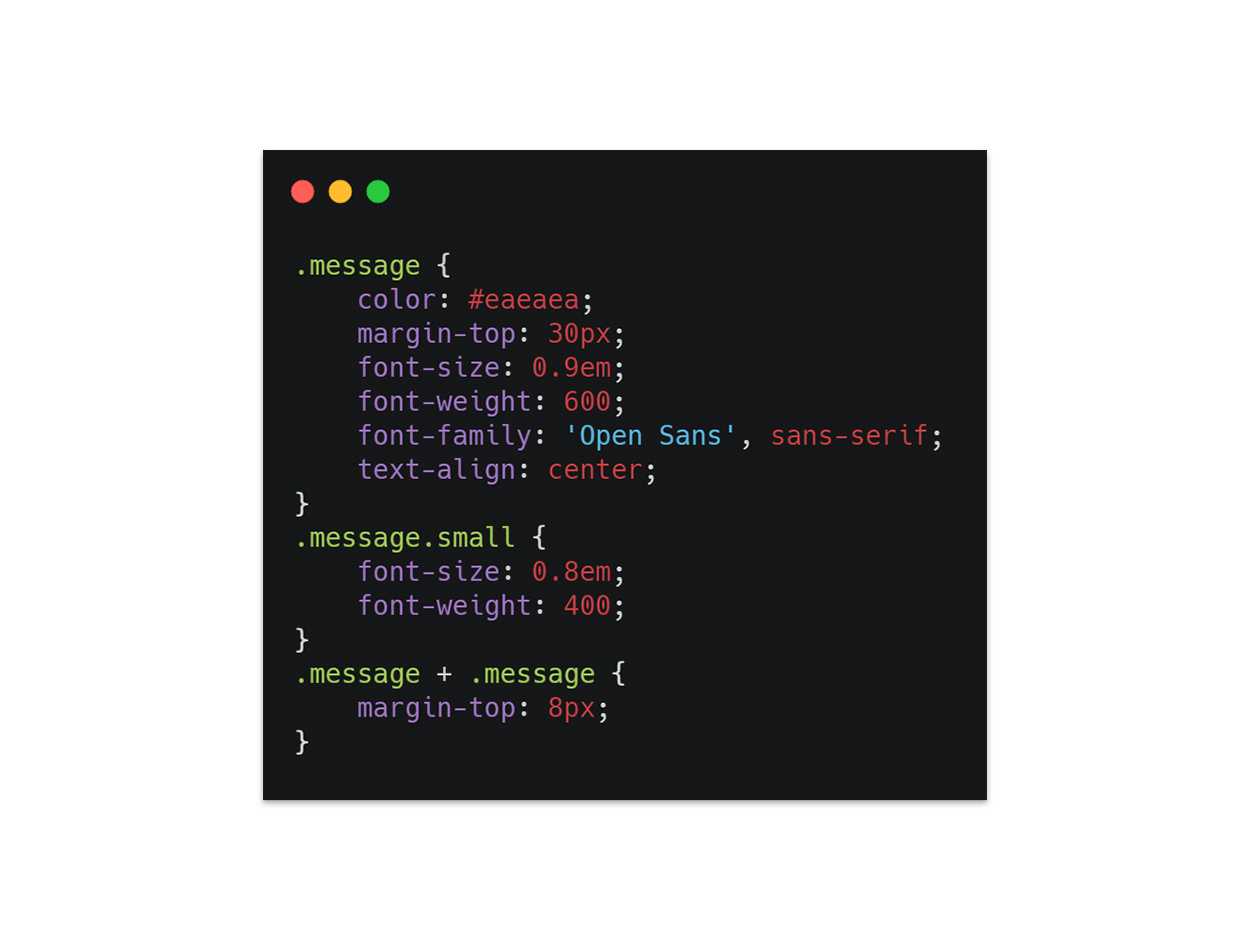 .message {
    color: #eaeaea;
    margin-top: 30px;
    font-size: 0.9em;
    font-weight: 600;
    font-family: 'Open Sans', sans-serif;
    text-align: center;
}
.message.small {
    font-size: 0.8em;
    font-weight: 400;
}
.message + .message {
    margin-top: 8px;
}